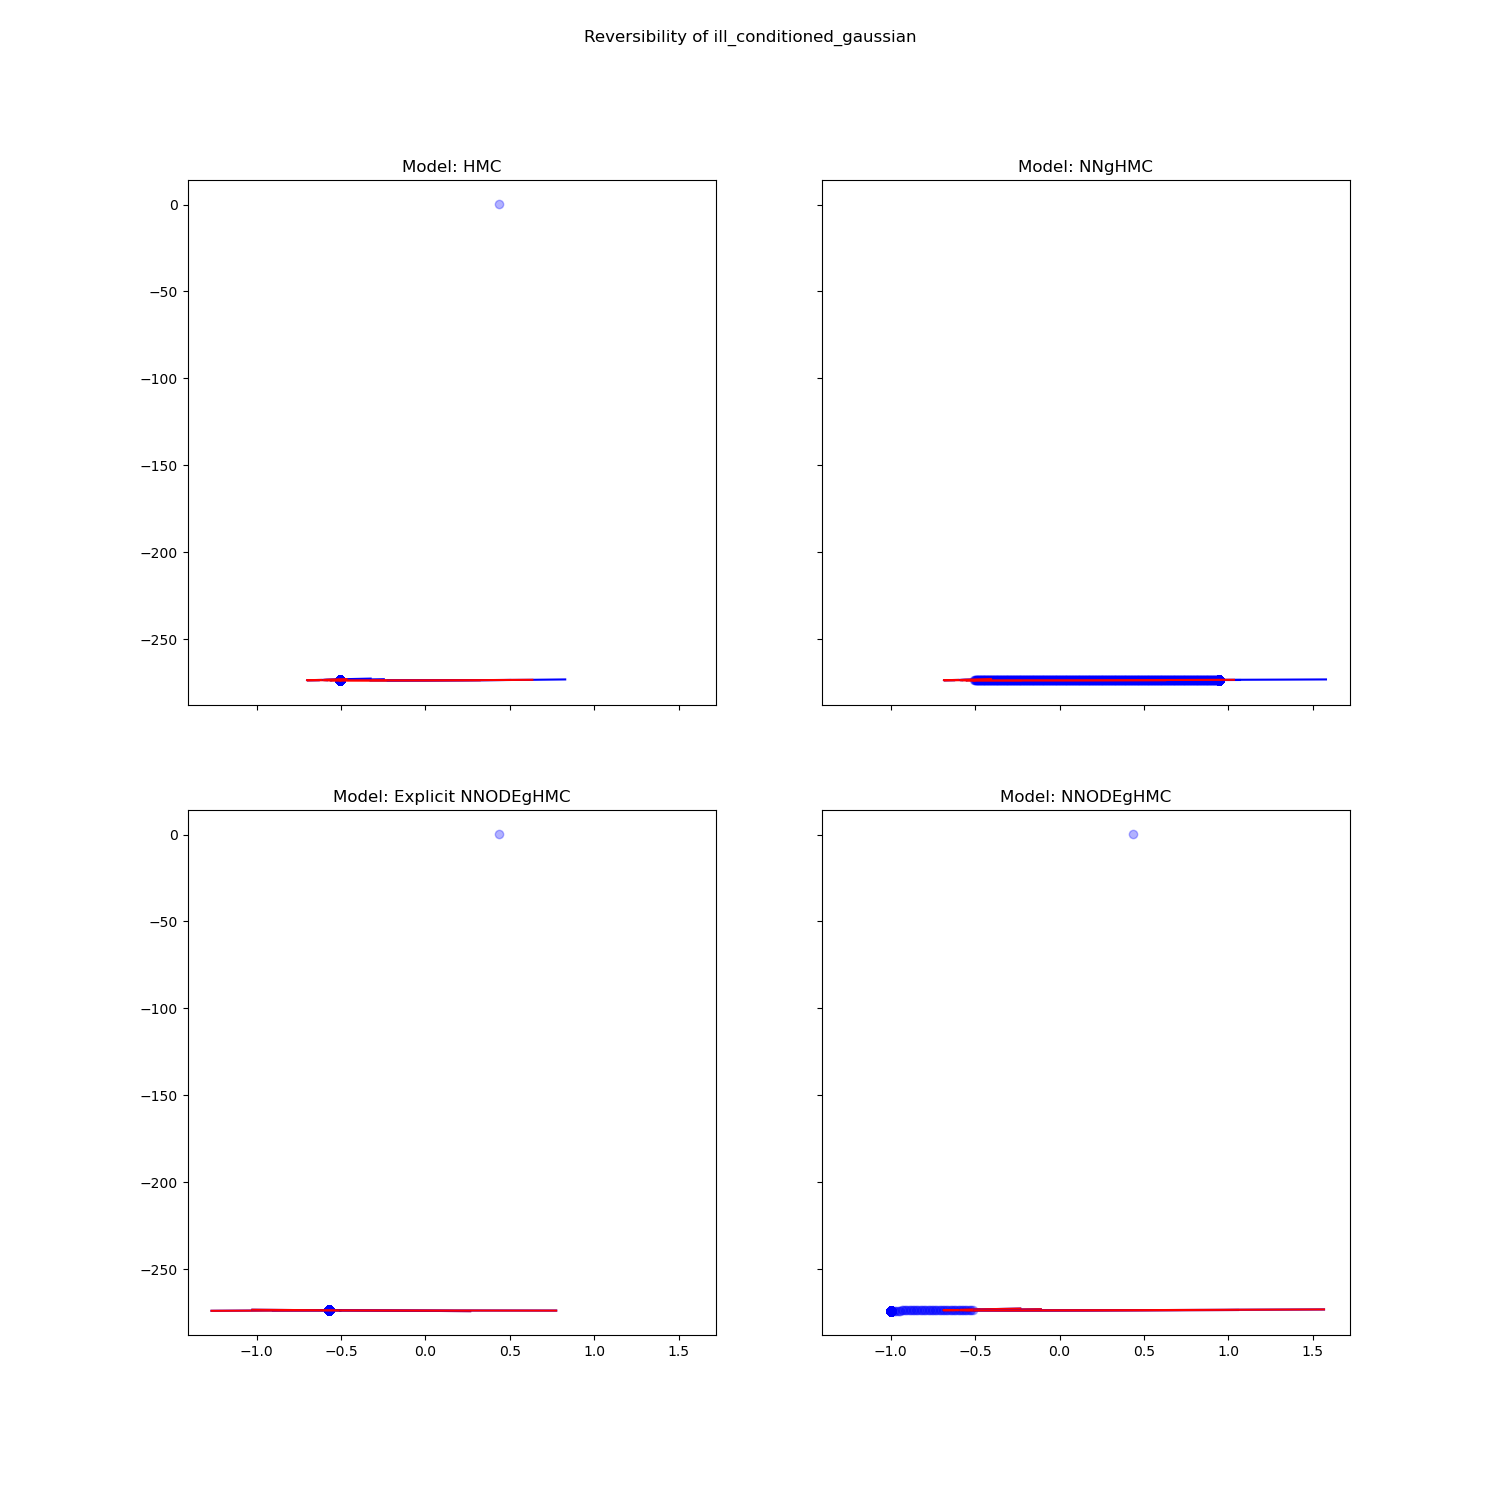 Reversibility of ill_conditioned_gaussian
Model: HMC
Model: NNgHMC
0
−50
−100
−150
−200
−250
Model: Explicit NNODEgHMC
Model: NNODEgHMC
0
−50
−100
−150
−200
−250
−1.0 −0.5 0.0 0.5 1.0 1.5
−1.0 −0.5 0.0 0.5 1.0 1.5